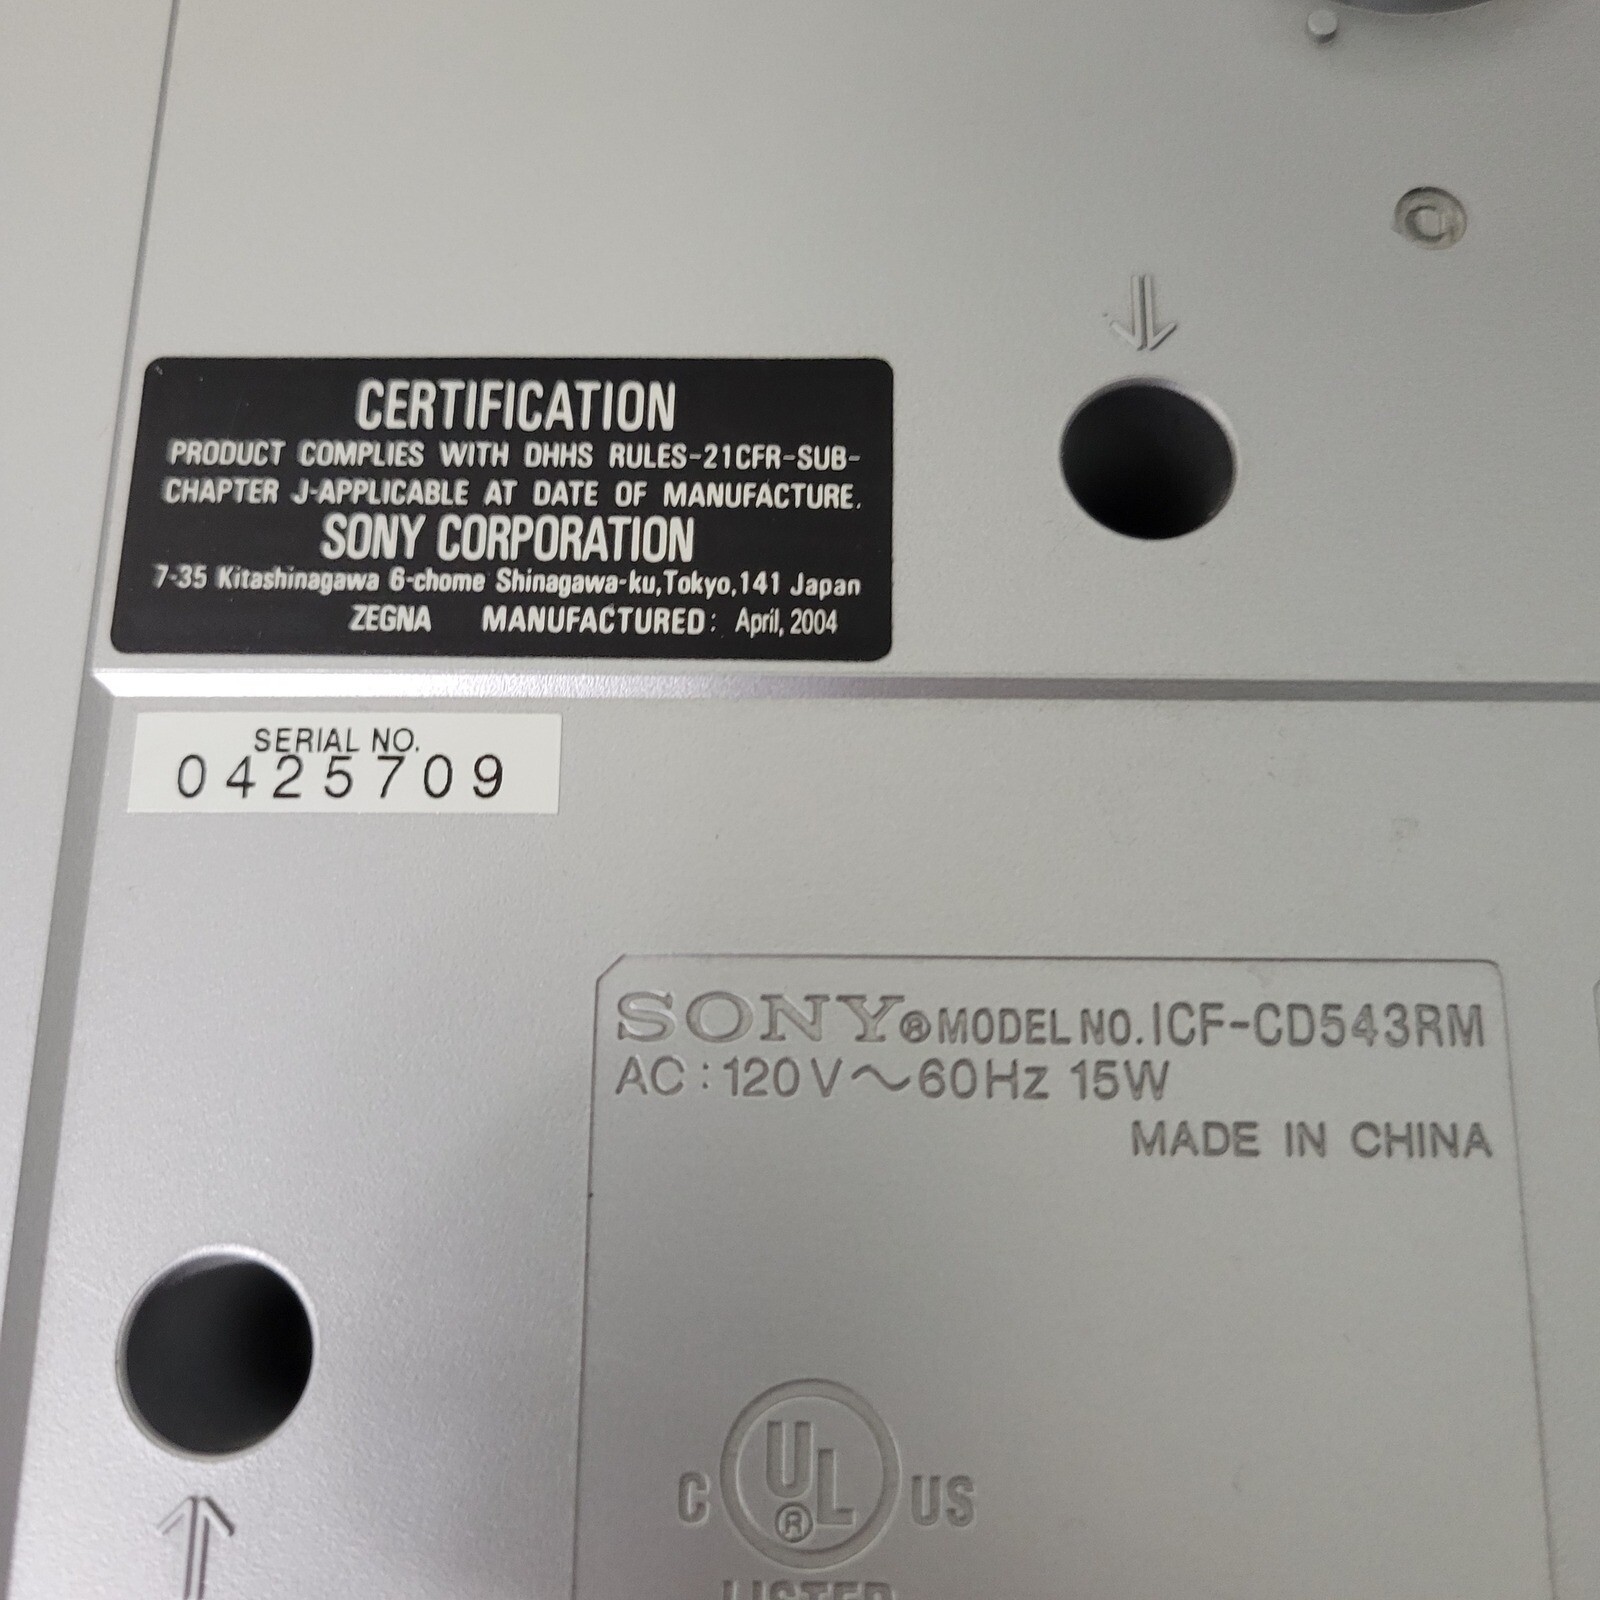 CERTIFICATION
PRODUCT COMPLIES WITH DHHS RULES-21CFR-SUB-
CHAPTER J-APPLICABLE AT DATE OF MANUFACTURE.
SONY CORPORATION
7-35 Kitashinagawa 6-chome Shinagawa-ku,Tokyo,141 Japan
ZEGNA MANUFACTURED: April, 2004
SERIAL NO.
0425709
SONY® MODEL NO. ICF-CD543RM
AC:120V~60Hz 15W
MADE IN CHINA
C UL® US
LISTED